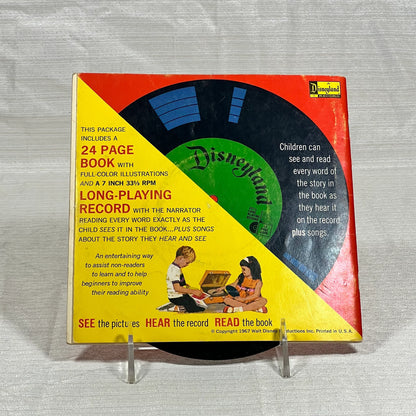 Disneyland
THIS PACKAGE
INCLUDES A
24 PAGE
BOOK WITH
FULL-COLOR ILLUSTRATIONS
AND A 7 INCH 33⅓ RPM
LONG-PLAYING
RECORD WITH THE NARRATOR
READING EVERY WORD EXACTLY AS THE
CHILD SEES IT IN THE BOOK...PLUS SONGS
ABOUT THE STORY THEY HEAR AND SEE
An entertaining way
to assist non-readers
to learn and to help
beginners to improve
their reading ability
Disneyland
Children can
see and read
every word of
the story in
the book as
they hear it
on the record
plus songs.
SEE the pictures HEAR the record READ the book
© Copyright 1967 Walt Disney Productions Inc. Printed in U.S.A.